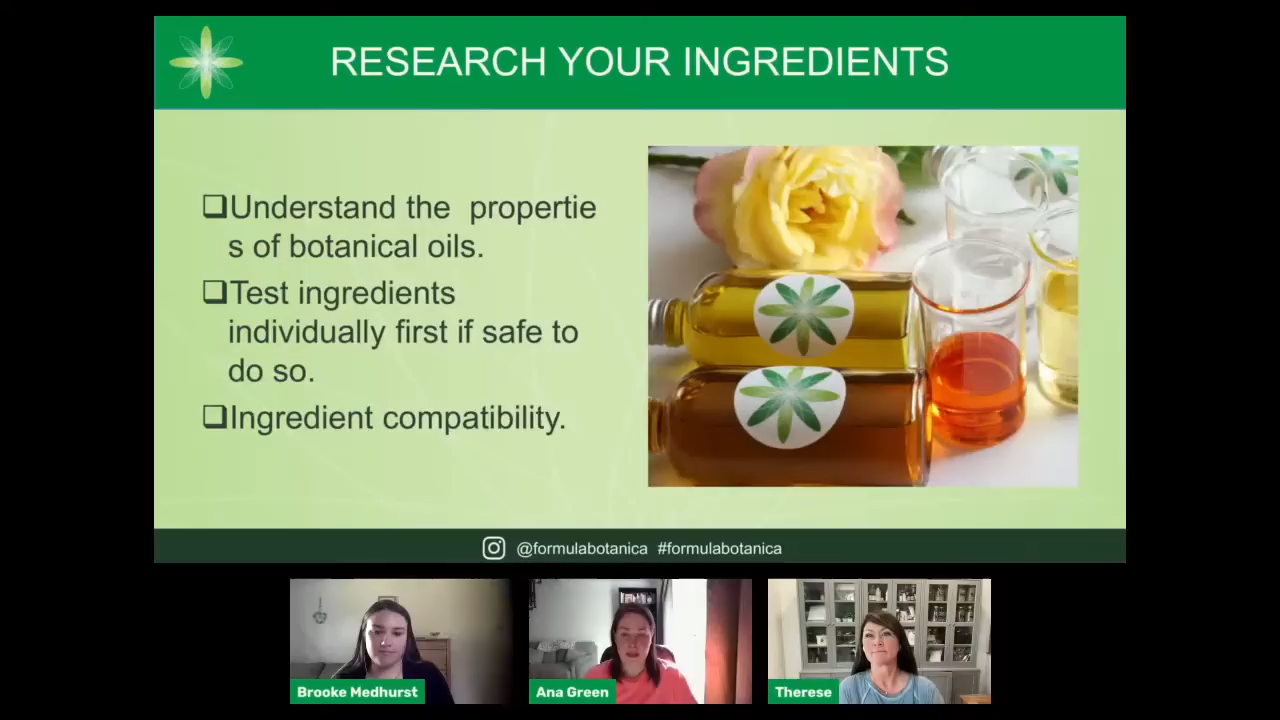 RESEARCH YOUR INGREDIENTS
❑Understand the propertie
s of botanical oils.
❑Test ingredients
individually first if safe to
do so.
❑Ingredient compatibility.
@formulabotanica #formulabotanica
Brooke Medhurst
Ana Green
Therese